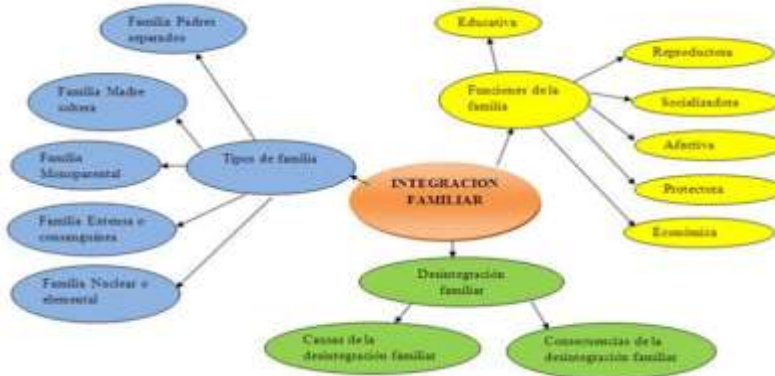 Familia Padres
separados
Educativa
Reproductora
Familia Madre
soltera
Funciones de la
familia
Socializadora
Familia
Monoparental
Tipos de familia
Afectiva
INTEGRACION
FAMILIAR
Protectora
Familia Extensa o
consanguinea
Económica
Familia Nuclear o
elemental
Desintegración
familiar
Causas de la
desintegración familiar
Consecuencias de la
desintegración familiar